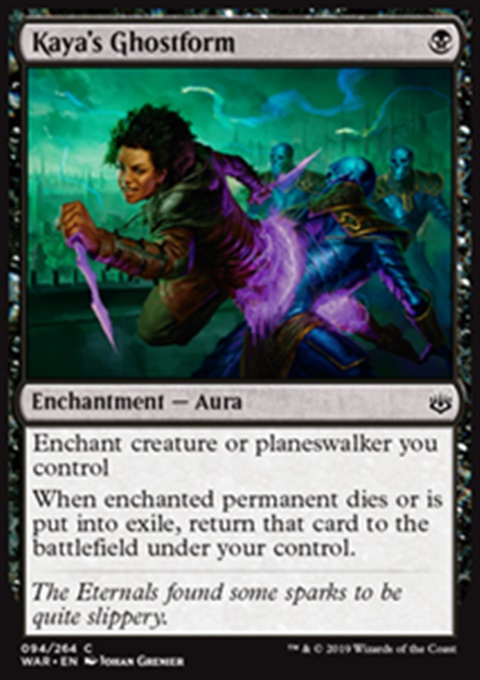 Kaya's Ghostform
Enchantment — Aura
Enchant creature or planeswalker you
control
When enchanted permanent dies or is
put into exile, return that card to the
battlefield under your control.
The Eternals found some sparks to be
quite slippery.
094/264 C
™ & © 2019 Wizards of the Coast
WAR • EN Johan Grenier